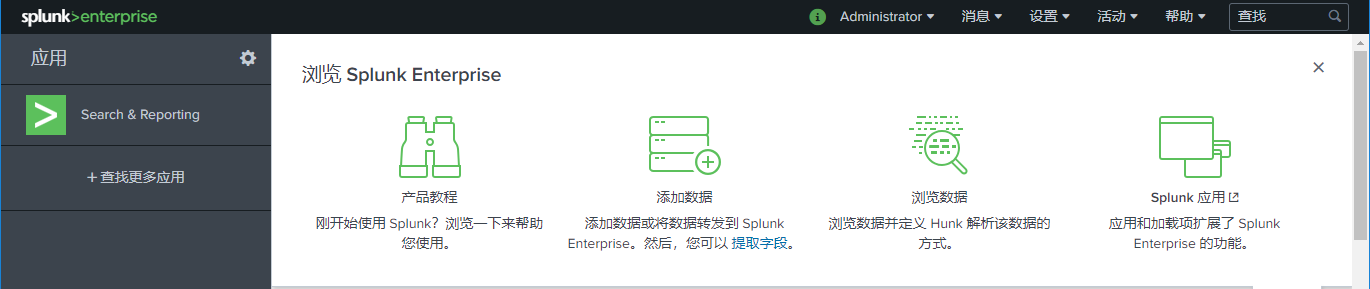 splunk>enterprise
Administrator
消息
设置
活动
帮助
查找
应用
Search & Reporting
+查找更多应用
浏览 Splunk Enterprise
产品教程
刚开始使用 Splunk？浏览一下来帮助
您使用。
添加数据
添加数据或将数据转发到 Splunk
Enterprise。然后，您可以 提取字段。
浏览数据
浏览数据并定义 Hunk 解析该数据的
方式。
Splunk 应用
应用和加载项扩展了 Splunk
Enterprise 的功能。